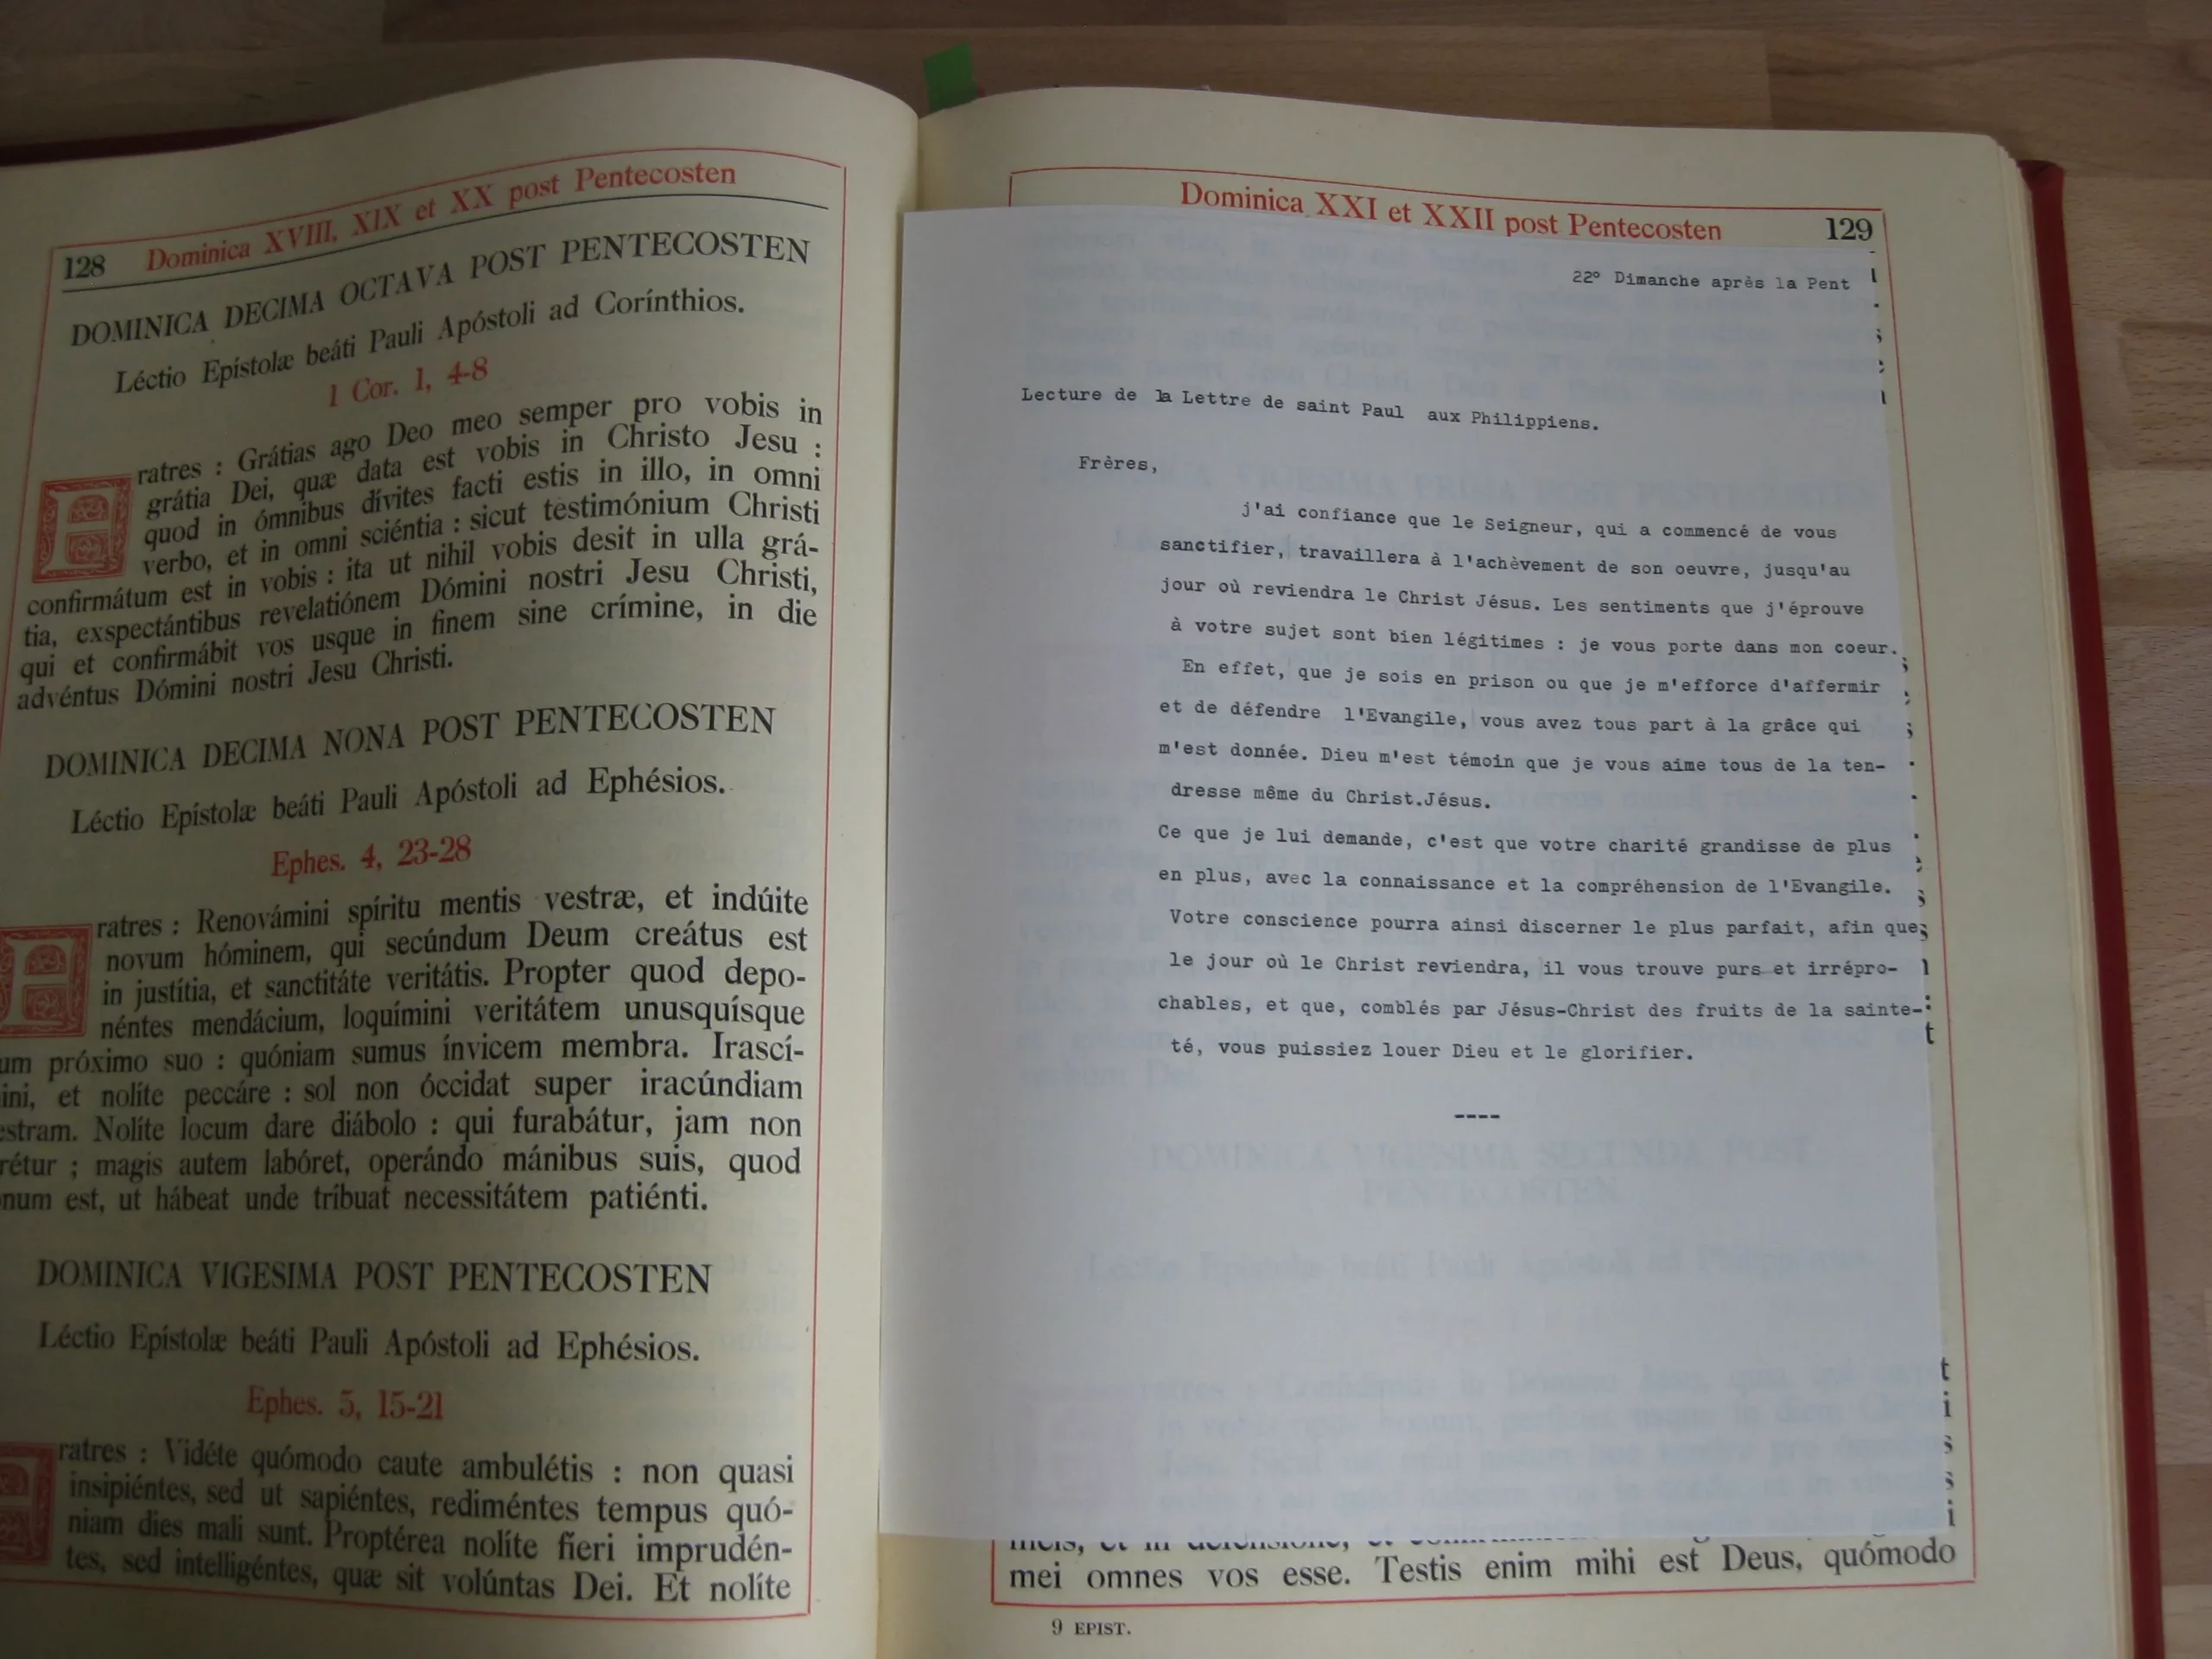 128 Dominica XVIII, XIX et XX post Pentecosten
DOMINICA DECIMA OCTAVA POST PENTECOSTEN
Léctio Epístolæ beáti Pauli Apóstoli ad Corínthios.
1 Cor. 1, 4-8
Fratres : Grátias ago Deo meo semper pro vobis in
grátia Dei, quæ data est vobis in Christo Jesu :
quod in ómnibus dívites facti estis in illo, in omni
verbo, et in omni sciéntia : sicut testimónium Christi
confirmátum est in vobis : ita ut nihil vobis desit in ulla grá-
tia, exspectántibus revelatiónem Dómini nostri Jesu Christi,
qui et confirmábit vos usque in finem sine crímine, in die
advéntus Dómini nostri Jesu Christi.
DOMINICA DECIMA NONA POST PENTECOSTEN
Léctio Epístolæ beáti Pauli Apóstoli ad Ephésios.
Ephes. 4, 23-28
Fratres : Renovámini spíritu mentis vestræ, et indúite
novum hóminem, qui secúndum Deum creátus est
in justítia, et sanctitáte veritátis. Propter quod depo-
néntes mendácium, loquímini veritátem unusquísque
um próximo suo : quóniam sumus ínvicem membra. Irascí-
ini, et nolíte peccáre : sol non óccidat super iracúndiam
estram. Nolíte locum dare diábolo : qui furabátur, jam non
rétur ; magis autem labóret, operándo mánibus suis, quod
onum est, ut hábeat unde tríbuat necessitátem patiénti.
DOMINICA VIGESIMA POST PENTECOSTEN
Léctio Epístolæ beáti Pauli Apóstoli ad Ephésios.
Ephes. 5, 15-21
Fratres : Vidéte quómodo caute ambulétis : non quasi
insipiéntes, sed ut sapiéntes, rediméntes tempus quó-
niam dies mali sunt. Proptérea nolíte fíeri imprudén-
tes, sed intelligéntes, quæ sit volúntas Dei. Et nolíte
Dominica XXI et XXII post Pentecosten 129
22° Dimanche après la Pent
Lecture de la Lettre de saint Paul aux Philippiens.
Frères,
j'ai confiance que le Seigneur, qui a commencé de vous
sanctifier, travaillera à l'achèvement de son oeuvre, jusqu'au
jour où reviendra le Christ Jésus. Les sentiments que j'éprouve
à votre sujet sont bien légitimes : je vous porte dans mon coeur.
En effet, que je sois en prison ou que je m'efforce d'affermir
et de défendre l'Evangile, vous avez tous part à la grâce qui
m'est donnée. Dieu m'est témoin que je vous aime tous de la ten-
dresse même du Christ.Jésus.
Ce que je lui demande, c'est que votre charité grandisse de plus
en plus, avec la connaissance et la compréhension de l'Evangile.
Votre conscience pourra ainsi discerner le plus parfait, afin que,
le jour où le Christ reviendra, il vous trouve purs et irrépro-
chables, et que, comblés par Jésus-Christ des fruits de la sainte-
té, vous puissiez louer Dieu et le glorifier.
----
mei omnes vos esse. Testis enim mihi est Deus, quómodo
9 EPIST.